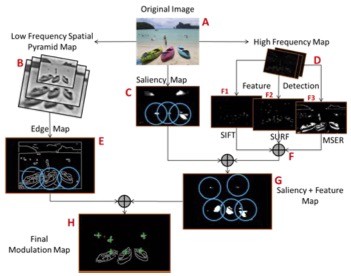 Original Image
A
Low Frequency Spatial
Pyramid Map
High Frequency Map
B
D
Saliency Map
C
F1
Feature
F2
Detection
F3
SIFT
SURF
MSER
Edge Map
E
F
G
Saliency + Feature
Map
H
Final
Modulation Map